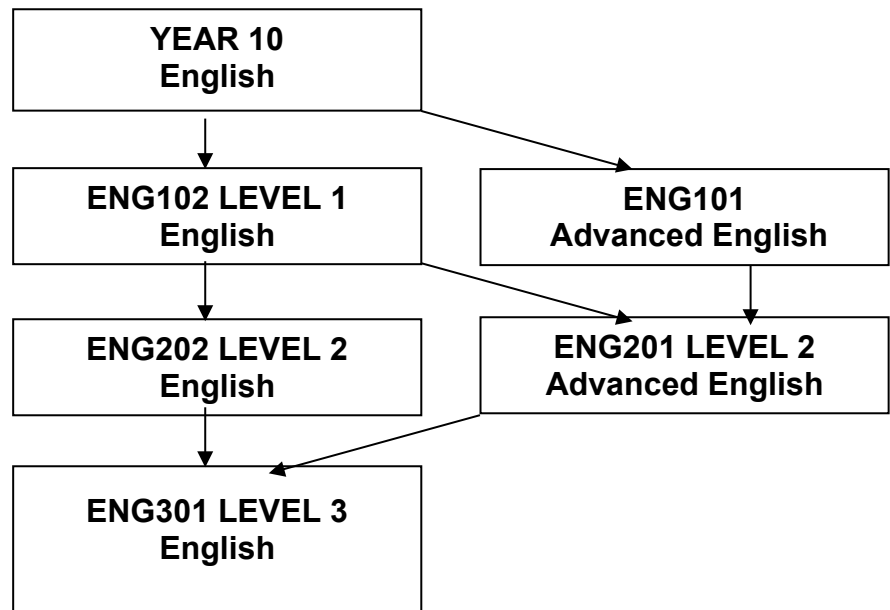 YEAR 10
English
ENG102 LEVEL 1
English
ENG101
Advanced English
ENG202 LEVEL 2
English
ENG201 LEVEL 2
Advanced English
ENG301 LEVEL 3
English